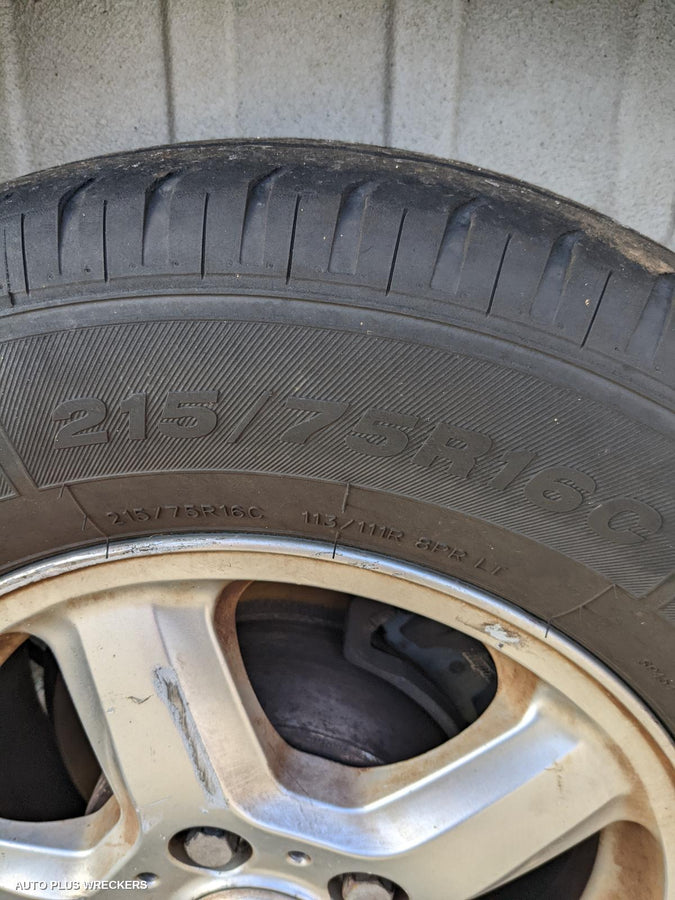 215/75R16C
215/75R16C 113/111R 8PR LT
AUTO PLUS WRECKERS